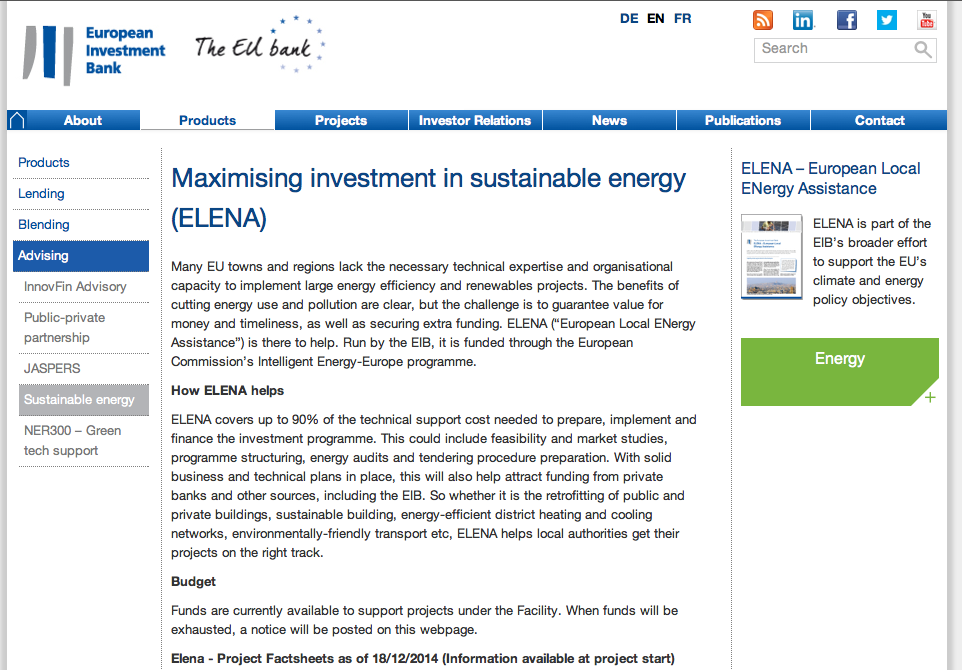 European
Investment
Bank
The EU bank
DE EN FR
You
Tube
Search
About Products Projects Investor Relations News Publications Contact
Products
Lending
Blending
Advising
InnovFin Advisory
Public-private
partnership
JASPERS
Sustainable energy
NER300 – Green
tech support
Maximising investment in sustainable energy
(ELENA)
Many EU towns and regions lack the necessary technical expertise and organisational
capacity to implement large energy efficiency and renewables projects. The benefits of
cutting energy use and pollution are clear, but the challenge is to guarantee value for
money and timeliness, as well as securing extra funding. ELENA (“European Local ENergy
Assistance”) is there to help. Run by the EIB, it is funded through the European
Commission’s Intelligent Energy-Europe programme.
How ELENA helps
ELENA covers up to 90% of the technical support cost needed to prepare, implement and
finance the investment programme. This could include feasibility and market studies,
programme structuring, energy audits and tendering procedure preparation. With solid
business and technical plans in place, this will also help attract funding from private
banks and other sources, including the EIB. So whether it is the retrofitting of public and
private buildings, sustainable building, energy-efficient district heating and cooling
networks, environmentally-friendly transport etc, ELENA helps local authorities get their
projects on the right track.
Budget
Funds are currently available to support projects under the Facility. When funds will be
exhausted, a notice will be posted on this webpage.
Elena - Project Factsheets as of 18/12/2014 (Information available at project start)
ELENA – European Local
ENergy Assistance
ELENA is part of the
EIB’s broader effort
to support the EU’s
climate and energy
policy objectives.
Energy
+